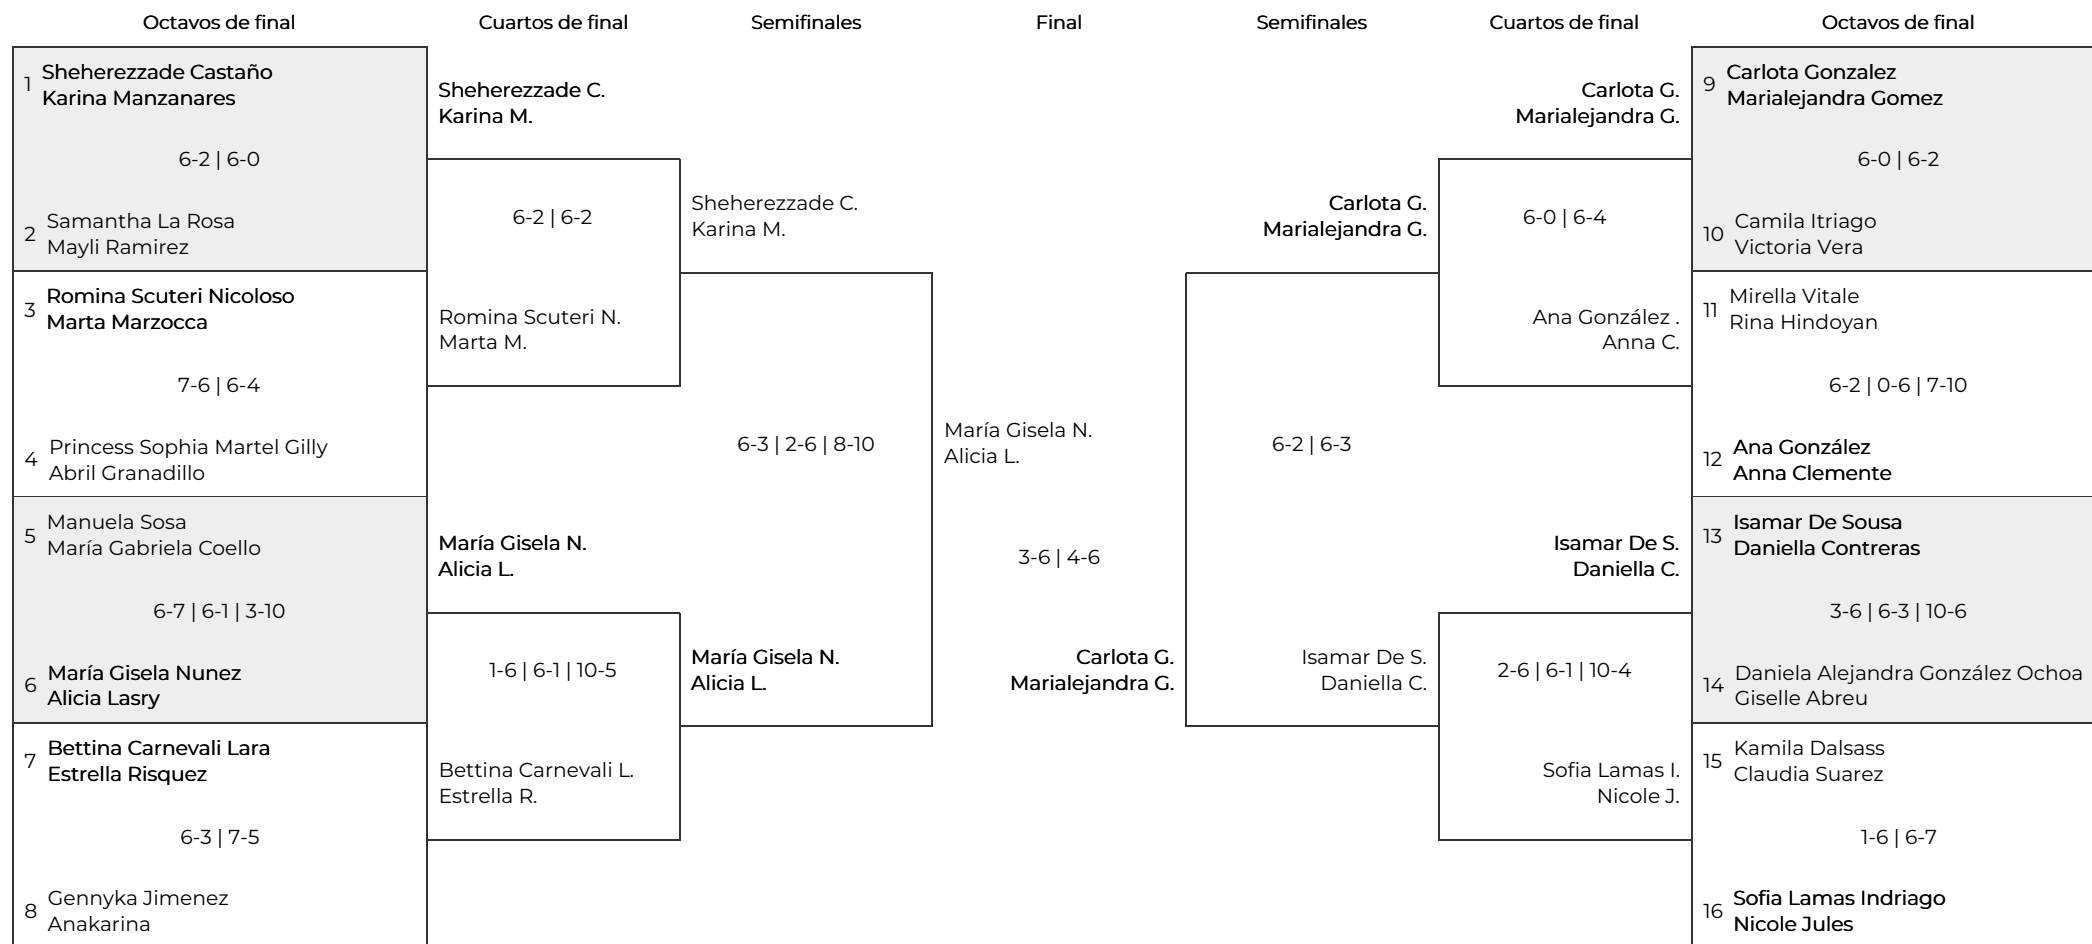 Octavos de final
Cuartos de final
Semifinales
Final
Semifinales
Cuartos de final
Octavos de final
1
Sheherezzade Castaño
Karina Manzanares
6-2 | 6-0
2
Samantha La Rosa
Mayli Ramirez
3
Romina Scuteri Nicoloso
Marta Marzocca
7-6 | 6-4
4
Princess Sophia Martel Gilly
Abril Granadillo
5
Manuela Sosa
María Gabriela Coello
6-7 | 6-1 | 3-10
6
María Gisela Nunez
Alicia Lasry
7
Bettina Carnevali Lara
Estrella Risquez
6-3 | 7-5
8
Gennyka Jimenez
Anakarina
Sheherezzade C.
Karina M.
6-2 | 6-2
Romina Scuteri N.
Marta M.
María Gisela N.
Alicia L.
1-6 | 6-1 | 10-5
Bettina Carnevali L.
Estrella R.
Sheherezzade C.
Karina M.
6-3 | 2-6 | 8-10
María Gisela N.
Alicia L.
María Gisela N.
Alicia L.
3-6 | 4-6
Carlota G.
Marialejandra G.
Carlota G.
Marialejandra G.
6-2 | 6-3
Isamar De S.
Daniella C.
Carlota G.
Marialejandra G.
6-0 | 6-4
Ana González .
Anna C.
Isamar De S.
Daniella C.
2-6 | 6-1 | 10-4
Sofia Lamas I.
Nicole J.
9
Carlota Gonzalez
Marialejandra Gomez
6-0 | 6-2
10
Camila Itriago
Victoria Vera
11
Mirella Vitale
Rina Hindoyan
6-2 | 0-6 | 7-10
12
Ana González
Anna Clemente
13
Isamar De Sousa
Daniella Contreras
3-6 | 6-3 | 10-6
14
Daniela Alejandra González Ochoa
Giselle Abreu
15
Kamila Dalsass
Claudia Suarez
1-6 | 6-7
16
Sofia Lamas Indriago
Nicole Jules